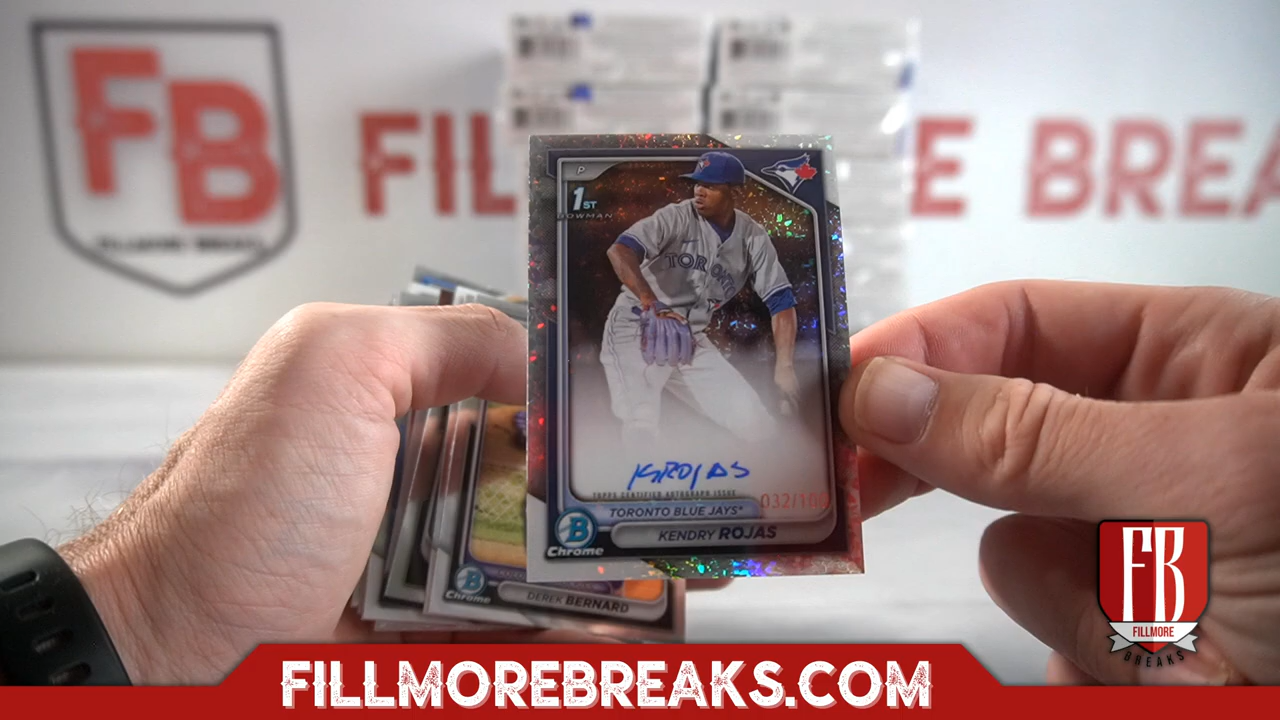 FB
FILLMORE BREAKS
FIL
E BREA
P
1ST
BOWMAN
TORONTO
K ROJAS
TOPPS CERTIFIED AUTOGRAPH ISSUE
032/100
TORONTO BLUE JAYS*
KENDRY ROJAS
B
Chrome
B
Chrome
DEREK BERNARD
FB
FILLMORE
BREAKS
FILLMOREBREAKS.COM